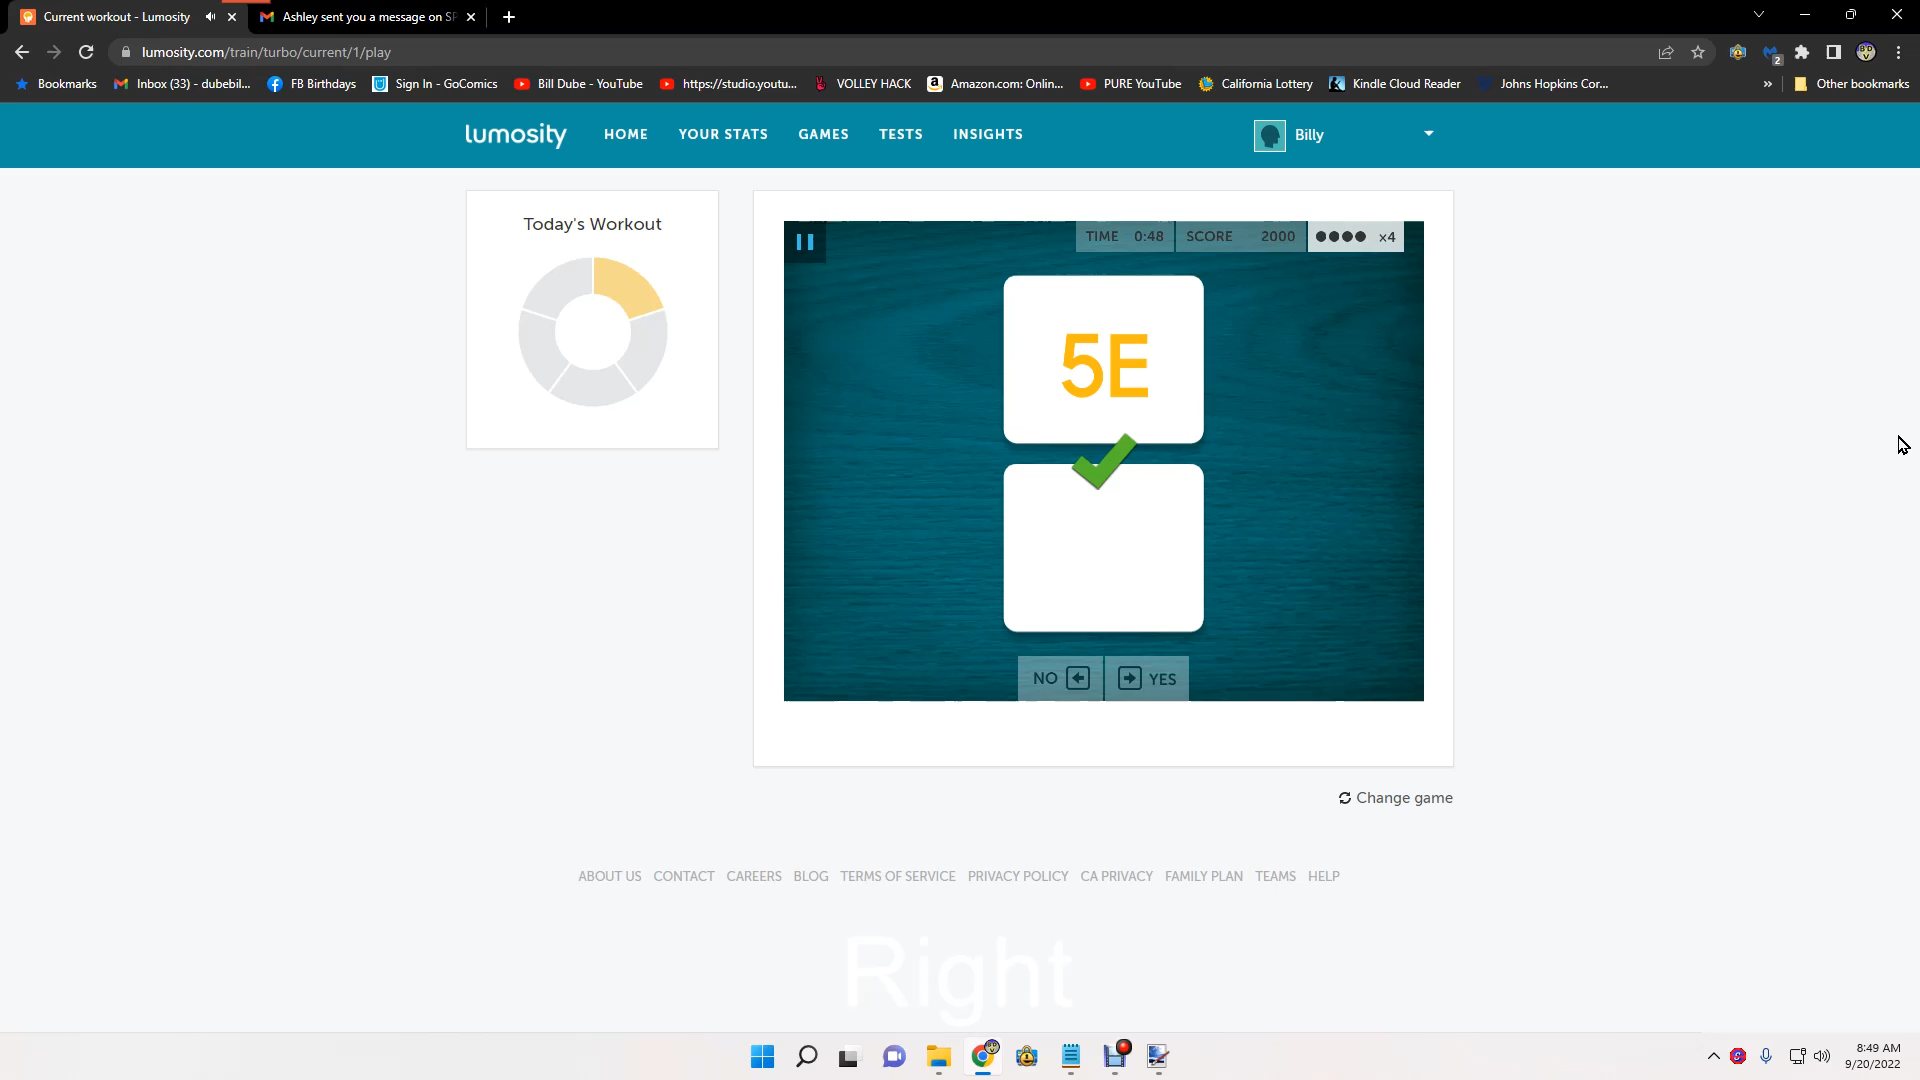 Current workout - Lumosity
Ashley sent you a message on SP
lumosity.com/train/turbo/current/1/play
2
Bookmarks
Inbox (33) - dubebil...
FB Birthdays
Sign In - GoComics
Bill Dube - YouTube
https://studio.youtu...
VOLLEY HACK
Amazon.com: Onlin...
PURE YouTube
California Lottery
Kindle Cloud Reader
Johns Hopkins Cor...
»
Other bookmarks
lumosity
HOME
YOUR STATS
GAMES
TESTS
INSIGHTS
Billy
Today's Workout
TIME 0:48
SCORE 2000
x4
5E
NO
YES
Change game
ABOUT US
CONTACT
CAREERS
BLOG
TERMS OF SERVICE
PRIVACY POLICY
CA PRIVACY
FAMILY PLAN
TEAMS
HELP
Right
8:49 AM
9/20/2022